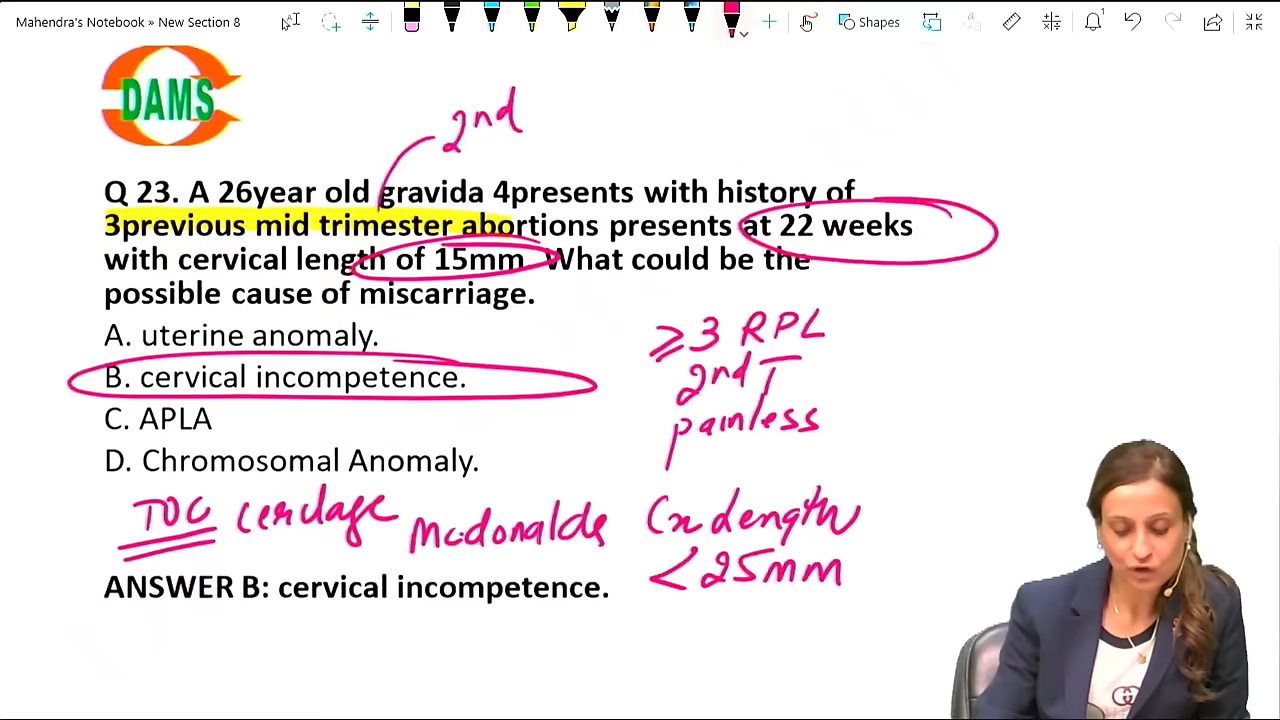 Mahendra's Notebook » New Section 8
Shapes
1
DAMS
2nd
Q 23. A 26year old gravida 4presents with history of
3previous mid trimester abortions presents at 22 weeks
with cervical length of 15mm. What could be the
possible cause of miscarriage.
A. uterine anomaly.
B. cervical incompetence.
C. APLA
D. Chromosomal Anomaly.
⩾3 RPL
2nd T
painless
TOC cerclage McDonalds
Cx length
<25mm
ANSWER B: cervical incompetence.